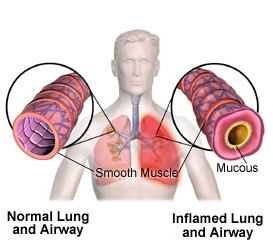 Smooth Muscle
Mucous
Normal Lung
and Airway
Inflamed Lung
and Airway